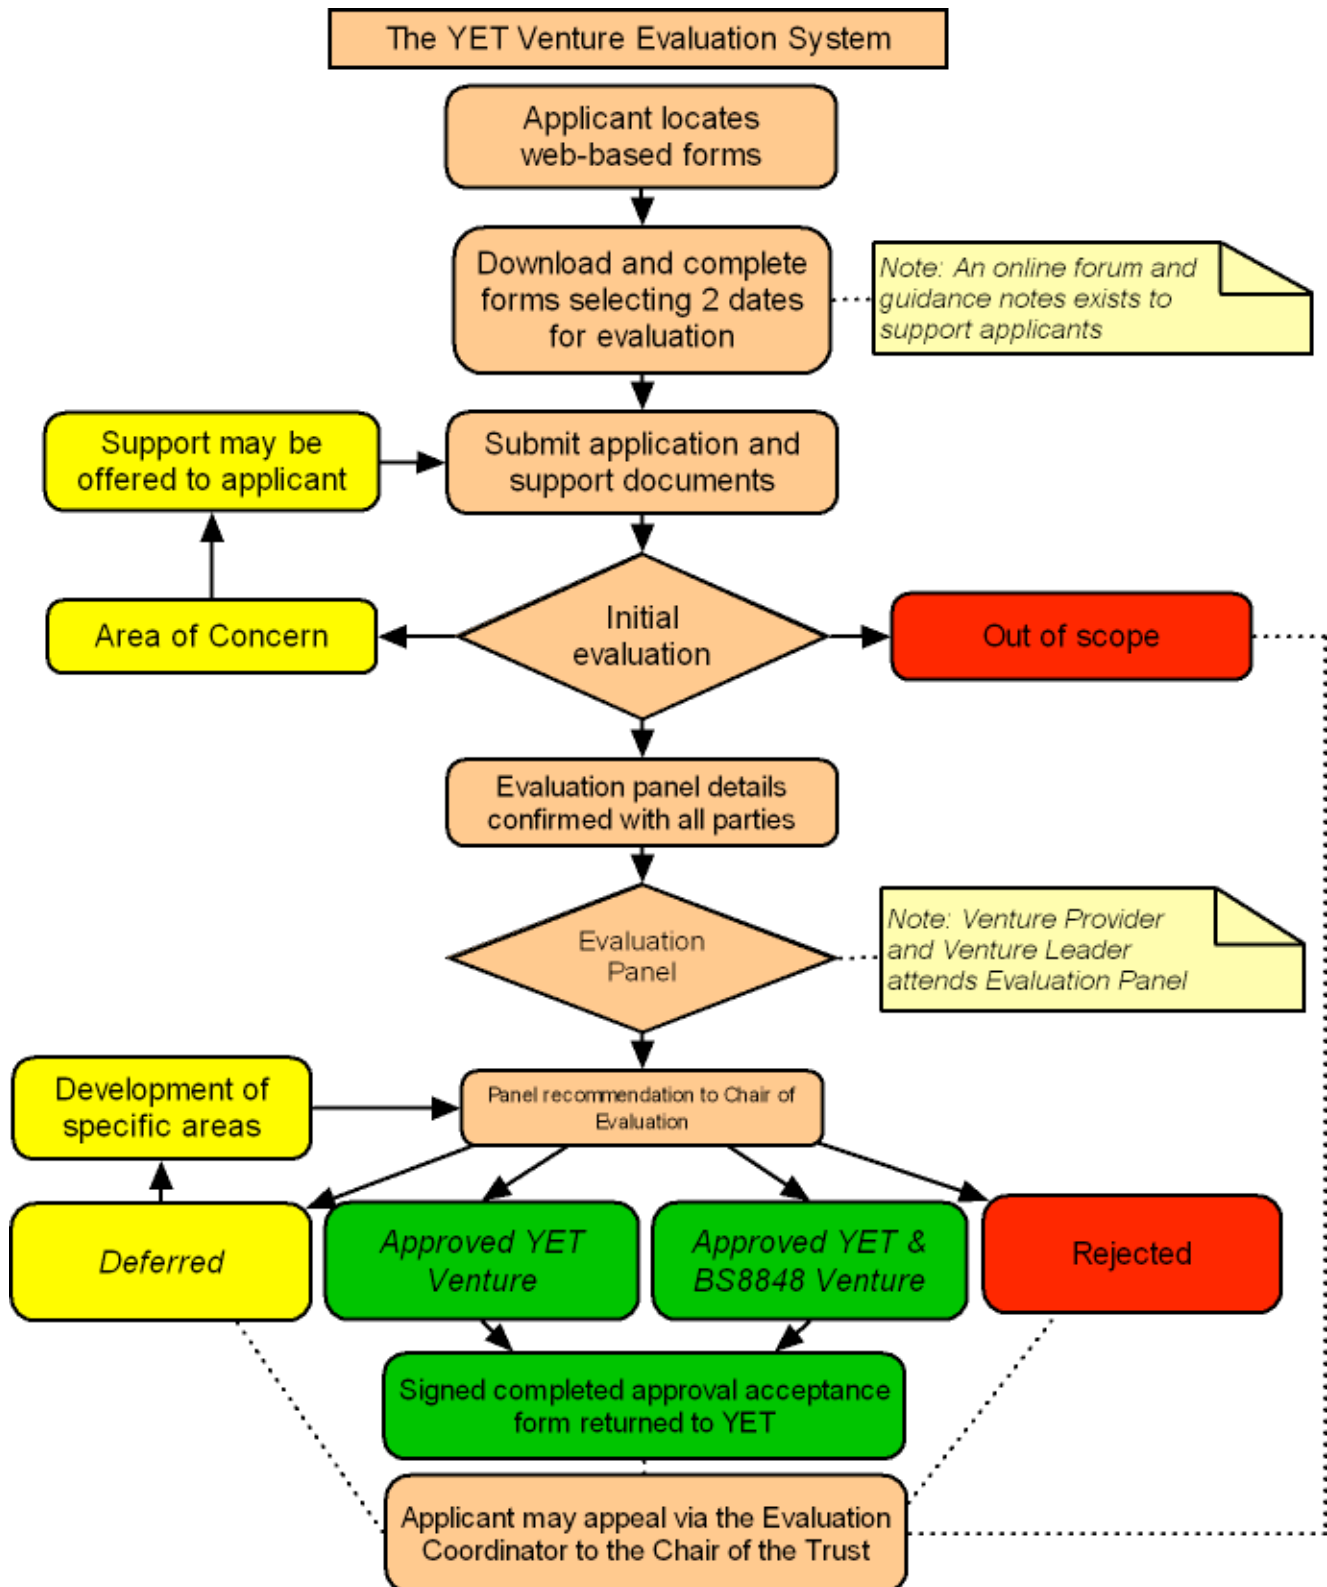 The YET Venture Evaluation System
Applicant locates
web-based forms
Download and complete
forms selecting 2 dates
for evaluation
Note: An online forum and
guidance notes exists to
support applicants
Support may be
offered to applicant
Submit application and
support documents
Area of Concern
Initial
evaluation
Out of scope
Evaluation panel details
confirmed with all parties
Evaluation
Panel
Note: Venture Provider
and Venture Leader
attends Evaluation Panel
Development of
specific areas
Panel recommendation to Chair of
Evaluation
Deferred
Approved YET
Venture
Approved YET &
BS8848 Venture
Rejected
Signed completed approval acceptance
form returned to YET
Applicant may appeal via the Evaluation
Coordinator to the Chair of the Trust